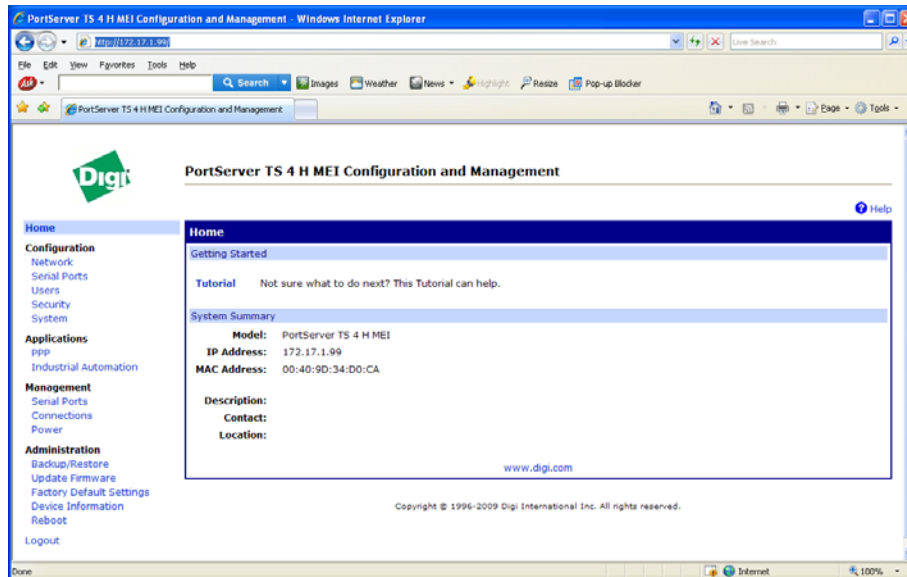 PortServer TS 4 H MEI Configuration and Management - Windows Internet Explorer
http://172.17.1.99/
Live Search
File Edit View Favorites Tools Help
Ask
Search Images Weather News Highlight Resize Pop-up Blocker
PortServer TS 4 H MEI Configuration and Management
Page Tools
Digi
PortServer TS 4 H MEI Configuration and Management
Help
Home
Configuration
Network
Serial Ports
Users
Security
System
Applications
PPP
Industrial Automation
Management
Serial Ports
Connections
Power
Administration
Backup/Restore
Update Firmware
Factory Default Settings
Device Information
Reboot
Logout
Home
Getting Started
Tutorial Not sure what to do next? This Tutorial can help.
System Summary
Model: PortServer TS 4 H MEI
IP Address: 172.17.1.99
MAC Address: 00:40:9D:34:D0:CA
Description:
Contact:
Location:
www.digi.com
Copyright © 1996-2009 Digi International Inc. All rights reserved.
Done
Internet
100%